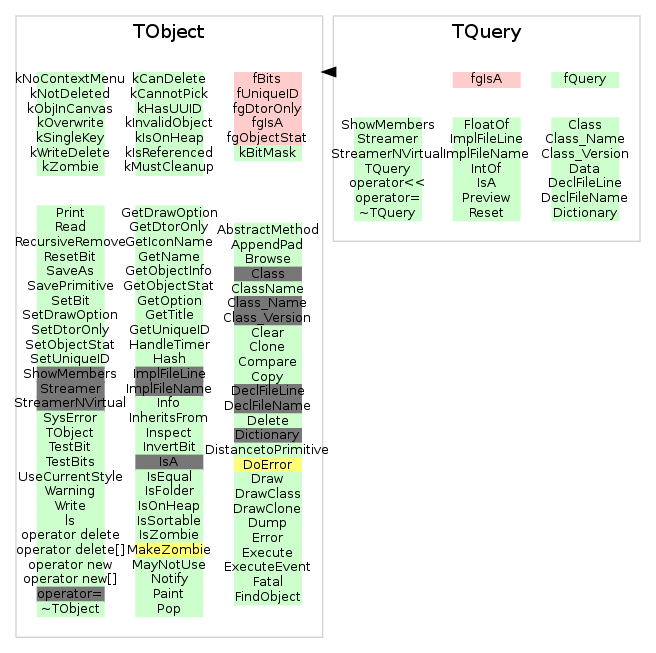 TObject
kNoContextMenu
kNotDeleted
kObjInCanvas
kOverwrite
kSingleKey
kWriteDelete
kZombie
kCanDelete
kCannotPick
kHasUUID
kInvalidObject
kIsOnHeap
kIsReferenced
kMustCleanup
fBits
fUniqueID
fgDtorOnly
fgIsA
fgObjectStat
kBitMask
Print
Read
RecursiveRemove
ResetBit
SaveAs
SavePrimitive
SetBit
SetDrawOption
SetDtorOnly
SetObjectStat
SetUniqueID
ShowMembers
Streamer
StreamerNVirtual
SysError
TObject
TestBit
TestBits
UseCurrentStyle
Warning
Write
ls
operator delete
operator delete[]
operator new
operator new[]
operator=
~TObject
GetDrawOption
GetDtorOnly
GetIconName
GetName
GetObjectInfo
GetObjectStat
GetOption
GetTitle
GetUniqueID
HandleTimer
Hash
ImplFileLine
ImplFileName
Info
InheritsFrom
Inspect
InvertBit
IsA
IsEqual
IsFolder
IsOnHeap
IsSortable
IsZombie
MakeZombie
MayNotUse
Notify
Paint
Pop
AbstractMethod
AppendPad
Browse
Class
ClassName
Class_Name
Class_Version
Clear
Clone
Compare
Copy
DeclFileLine
DeclFileName
Delete
Dictionary
DistancetoPrimitive
DoError
Draw
DrawClass
DrawClone
Dump
Error
Execute
ExecuteEvent
Fatal
FindObject
TQuery
fgIsA
fQuery
ShowMembers
Streamer
StreamerNVirtual
TQuery
operator<<
operator=
~TQuery
FloatOf
ImplFileLine
ImplFileName
IntOf
IsA
Preview
Reset
Class
Class_Name
Class_Version
Data
DeclFileLine
DeclFileName
Dictionary